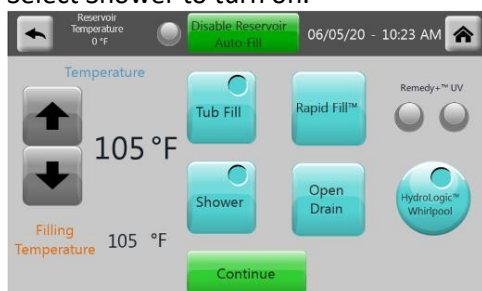 Select Shower to turn on.
Reservoir
Temperature
0 °F
Disable Reservoir
Auto-Fill
06/05/20 - 10:23 AM
Temperature
105 °F
Tub Fill
Rapid Fill™
Remedy+™ UV
Shower
Open
Drain
HydroLogic™
Whirlpool
Filling
Temperature
105 °F
Continue